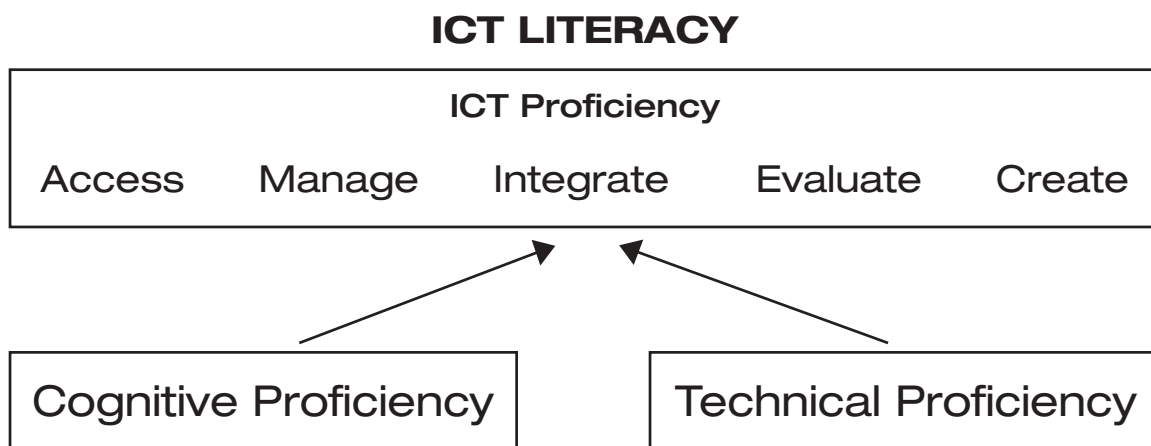 ICT LITERACY
ICT Proficiency
Access Manage Integrate Evaluate Create
Cognitive Proficiency Technical Proficiency